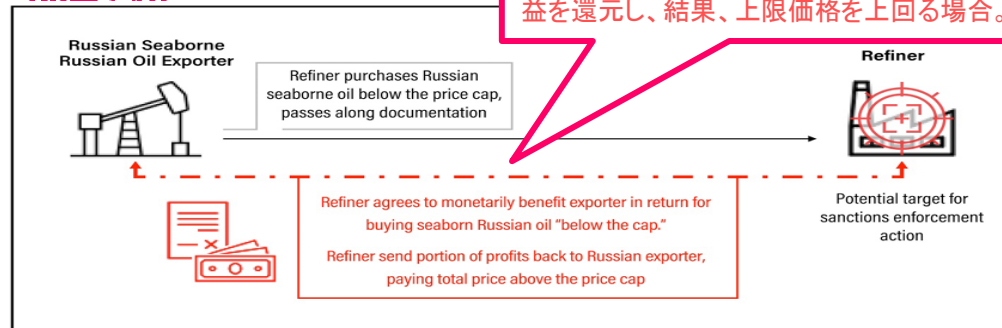 益を還元し、結果、上限価格を上回る場合。
Russian Seaborne
Russian Oil Exporter
Refiner purchases Russian
seaborne oil below the price cap,
passes along documentation
Refiner
Refiner agrees to monetarily benefit exporter in return for
buying seaborn Russian oil “below the cap.”
Refiner send portion of profits back to Russian exporter,
paying total price above the price cap
Potential target for
sanctions enforcement
action